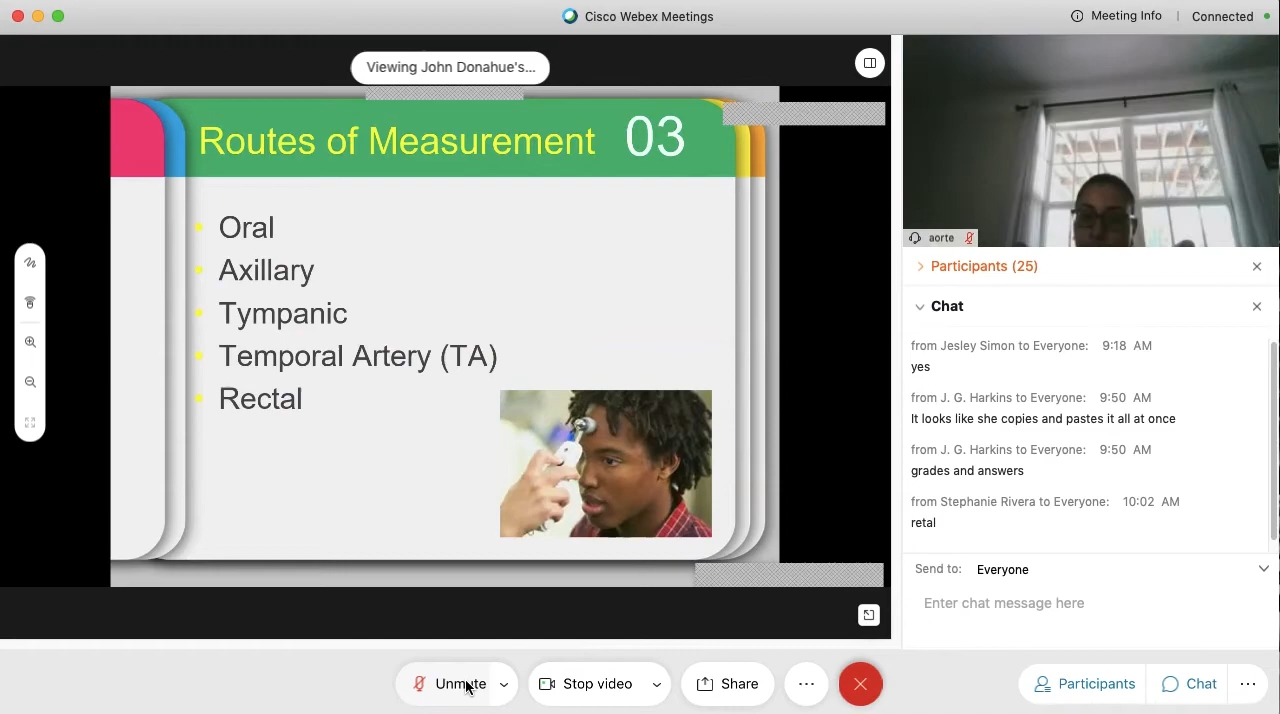 Cisco Webex Meetings
Meeting Info
Connected
Viewing John Donahue's...
Routes of Measurement 03
• Oral
• Axillary
• Tympanic
• Temporal Artery (TA)
• Rectal
aorte
Participants (25)
Chat
from Jesley Simon to Everyone: 9:18 AM
yes
from J. G. Harkins to Everyone: 9:50 AM
It looks like she copies and pastes it all at once
from J. G. Harkins to Everyone: 9:50 AM
grades and answers
from Stephanie Rivera to Everyone: 10:02 AM
retal
Send to: Everyone
Enter chat message here
Unmute
Stop video
Share
Participants
Chat